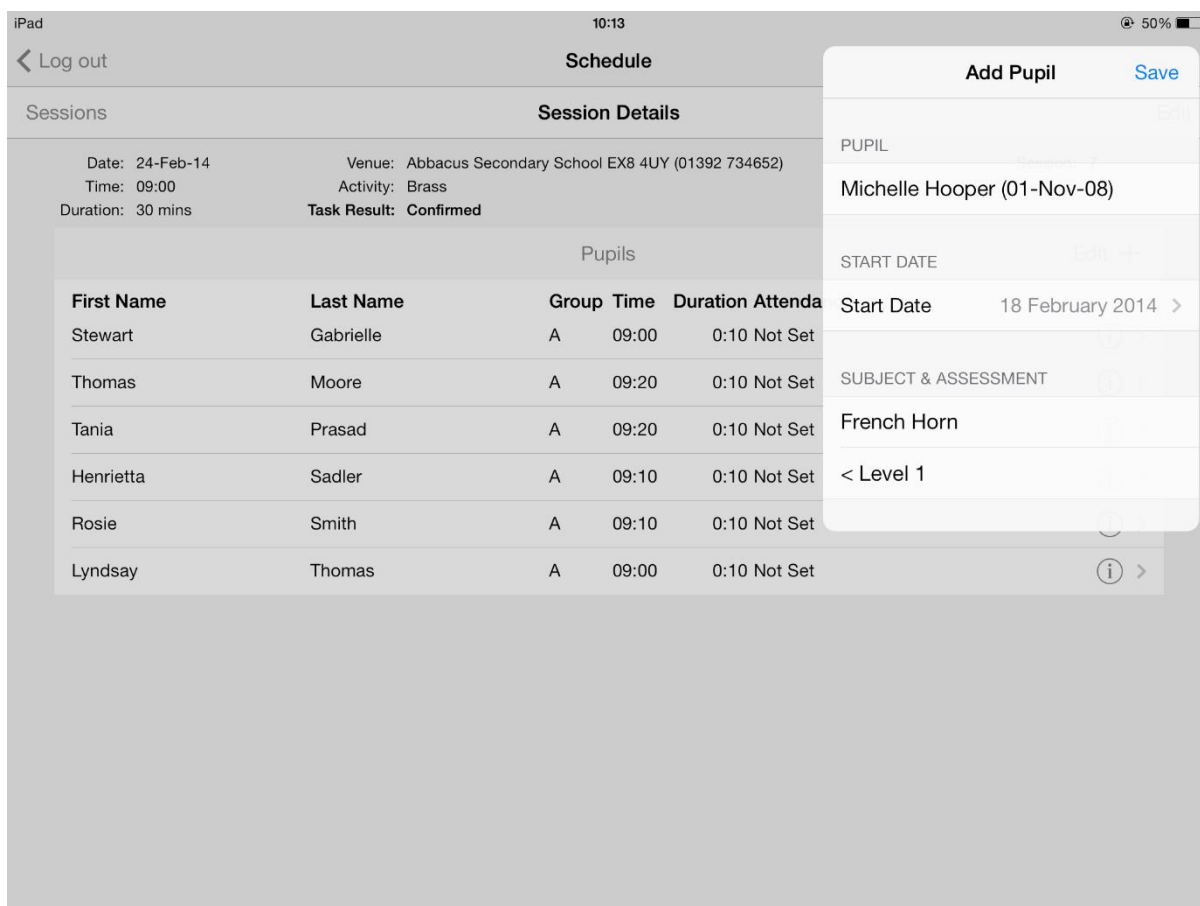 iPad 10:13 50%
Log out Schedule
Sessions Session Details Edit
Date: 24-Feb-14 Venue: Abbacus Secondary School EX8 4UY (01392 734652)
Time: 09:00 Activity: Brass
Duration: 30 mins Task Result: Confirmed
Pupils Edit +
First Name Last Name Group Time Duration Attenda
Stewart Gabrielle A 09:00 0:10 Not Set
Thomas Moore A 09:20 0:10 Not Set
Tania Prasad A 09:20 0:10 Not Set
Henrietta Sadler A 09:10 0:10 Not Set
Rosie Smith A 09:10 0:10 Not Set
Lyndsay Thomas A 09:00 0:10 Not Set
Add Pupil Save
PUPIL
Michelle Hooper (01-Nov-08)
START DATE
Start Date 18 February 2014 >
SUBJECT & ASSESSMENT
French Horn
< Level 1